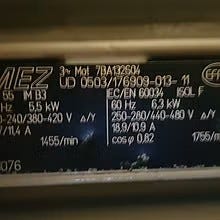 MEZ 3~ Mot 7BA132S04
UD 0503/176909-013-11
55 IM B3 IEC/EN 60034 ISOL F
Hz 5,5 kW 60 Hz 6,3 kW
-240/380-420 V Δ/Y 250-280/440-480 V Δ/Y
/11,4 A 18,9/10,9 A
1455/min cosφ 0,82 1755/min
076